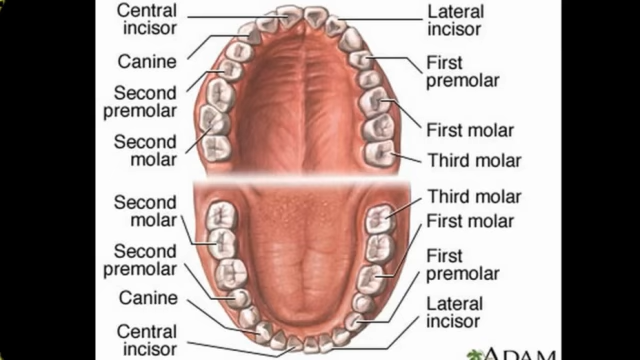 Central
incisor
Lateral
incisor
Canine
First
premolar
Second
premolar
First molar
Second
molar
Third molar
Third molar
Second
molar
First molar
Second
premolar
First
premolar
Canine
Lateral
incisor
Central
incisor
ADAM